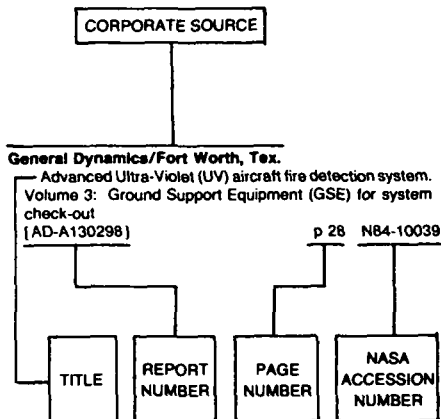 CORPORATE SOURCE
General Dynamics/Fort Worth, Tex.
Advanced Ultra-Violet (UV) aircraft fire detection system.
Volume 3: Ground Support Equipment (GSE) for system
check-out
[AD-A130298] p 28 N84-10039
TITLE
REPORT
NUMBER
PAGE
NUMBER
NASA
ACCESSION
NUMBER